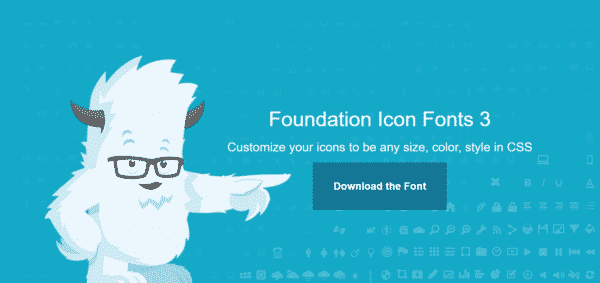 Foundation Icon Fonts 3
Customize your icons to be any size, color, style in CSS
Download the Font
B I U A